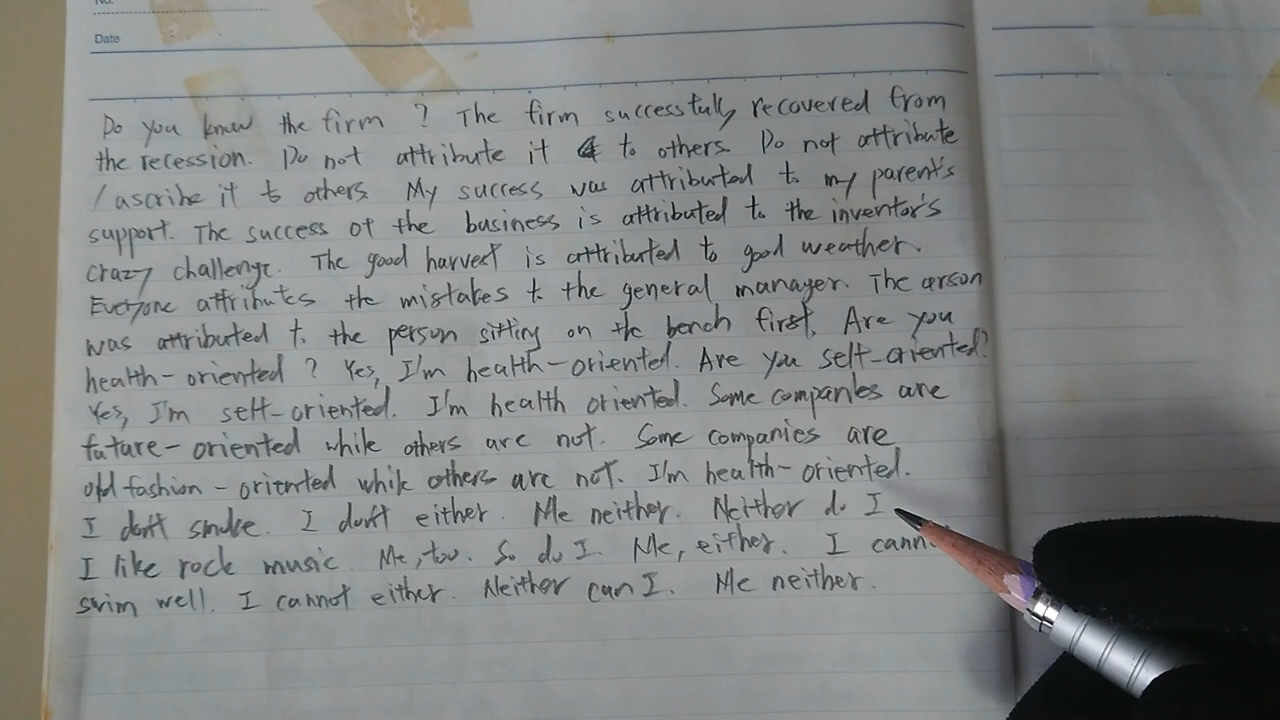 No.
Date
Do you know the firm ? The firm successfully recovered from
the recession. Do not attribute it to others. Do not attribute
/ ascribe it to others. My success was attributed to my parent's
support. The success of the business is attributed to the inventor's
crazy challenge. The good harvest is attributed to good weather.
Everyone attributes the mistakes to the general manager. The arson
was attributed to the person sitting on the bench first. Are you
health-oriented ? Yes, I'm health-oriented. Are you self-oriented?
Yes, I'm self-oriented. I'm health oriented. Some companies are
future-oriented while others are not. Some companies are
old fashion-oriented while others are not. I'm health-oriented.
I don't smoke. I don't either. Me neither. Neither do I
I like rock music. Me, too. So do I. Me, either. I cann
swim well. I cannot either. Neither can I. Me neither.